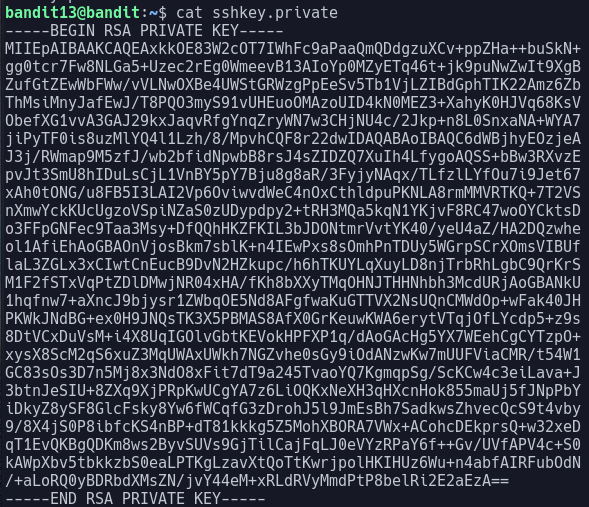 bandit13@bandit:~$ cat sshkey.private
-----BEGIN RSA PRIVATE KEY-----
MIIEpAIBAAKCAQEAxkkOE83W2cOT7IWhFc9aPaaQmQDdgzuXCv+ppZHa++buSkN+
gg0tcr7Fw8NLGa5+Uzec2rEg0WmeevB13AIoYp0MZyETq46t+jk9puNwZwIt9XgB
ZufGtZEwWbFWw/vVLNwOXBe4UWStGRWzgPpEeSv5Tb1VjLZIBdGphTIK22Amz6Zb
ThMsiMnyJafEwJ/T8PQO3myS91vUHEuoOMAzoUID4kN0MEZ3+XahyK0HJVq68KsV
ObefXG1vvA3GAJ29kxJaqvRfgYnqZryWN7w3CHjNU4c/2Jkp+n8L0SnxaNA+WYA7
jiPyTF0is8uzMlYQ4l1Lzh/8/MpvhCQF8r22dwIDAQABAoIBAQC6dWBjhyEOzjeA
J3j/RWmap9M5zfJ/wb2bfidNpwbB8rsJ4sZIDZQ7XuIh4LfygoAQSS+bBw3RXvzE
pvJt3SmU8hIDuLsCjL1VnBY5pY7Bju8g8aR/3FyjyNAqx/TLfzlLYfOu7i9Jet67
xAh0tONG/u8FB5I3LAI2Vp6OviwvdWeC4nOxCthldpuPKNLA8rmMMVRTKQ+7T2VS
nXmwYckKUcUgzoVSpiNZaS0zUDypdpy2+tRH3MQa5kqN1YKjvF8RC47woOYCktsD
o3FFpGNFec9Taa3Msy+DfQQhHKZFKIL3bJDONtmrVvtYK40/yeU4aZ/HA2DQzwhe
ol1AfiEhAoGBAOnVjosBkm7sblK+n4IEwPxs8sOmhPnTDUy5WGrpSCrXOmsVIBUf
laL3ZGLx3xCIwtCnEucB9DvN2HZkupc/h6hTKUYLqXuyLD8njTrbRhLgbC9QrKrS
M1F2fSTxVqPtZDlDMwjNR04xHA/fKh8bXXyTMqOHNJTHHNhbh3McdURjAoGBANkU
1hqfnw7+aXncJ9bjysr1ZWbqOE5Nd8AFgfwaKuGTTVX2NsUQnCMWdOp+wFak40JH
PKWkJNdBG+ex0H9JNQsTK3X5PBMAS8AfX0GrKeuwKWA6erytVTqjOfLYcdp5+z9s
8DtVCxDuVsM+i4X8UqIGOlvGbtKEVokHPFXP1q/dAoGAcHg5YX7WEehCgCYTzpO+
xysX8ScM2qS6xuZ3MqUWAxUWkh7NGZvhe0sGy9iOdANzwKw7mUUFViaCMR/t54W1
GC83sOs3D7n5Mj8x3NdO8xFit7dT9a245TvaoYQ7KgmqpSg/ScKCw4c3eiLava+J
3btnJeSIU+8ZXq9XjPRpKwUCgYA7z6LiOQKxNeXH3qHXcnHok855maUj5fJNpPbY
iDkyZ8ySF8GlcFsky8Yw6fWCqfG3zDrohJ5l9JmEsBh7SadkwsZhvecQcS9t4vby
9/8X4jS0P8ibfcKS4nBP+dT81kkkg5Z5MohXBORA7VWx+ACohcDEkprsQ+w32xeD
qT1EvQKBgQDKm8ws2ByvSUVs9GjTilCajFqLJ0eVYzRPaY6f++Gv/UVfAPV4c+S0
kAWpXbv5tbkkzbS0eaLPTKgLzavXtQoTtKwrjpolHKIHUz6Wu+n4abfAIRFubOdN
/+aLoRQ0yBDRbdXMsZN/jvY44eM+xRLdRVyMmdPtP8belRi2E2aEzA==
-----END RSA PRIVATE KEY-----